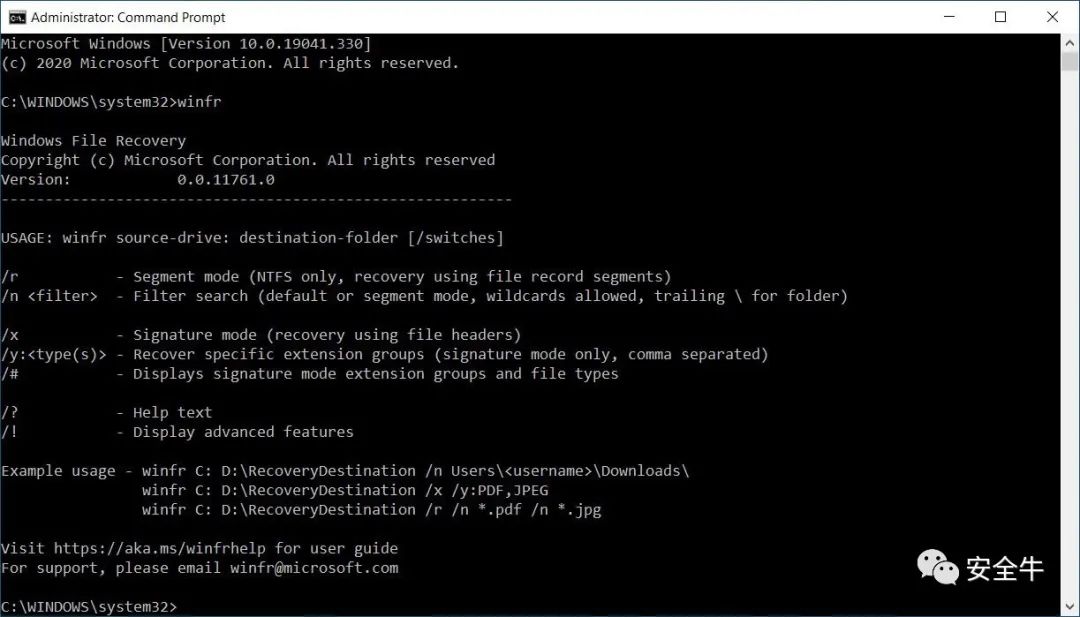 Administrator: Command Prompt
Microsoft Windows [Version 10.0.19041.330]
(c) 2020 Microsoft Corporation. All rights reserved.
C:\WINDOWS\system32>winfr
Windows File Recovery
Copyright (c) Microsoft Corporation. All rights reserved
Version:            0.0.11761.0
----------------------------------------------------------
USAGE: winfr source-drive: destination-folder [/switches]
/r           - Segment mode (NTFS only, recovery using file record segments)
/n <filter>  - Filter search (default or segment mode, wildcards allowed, trailing \ for folder)
/x           - Signature mode (recovery using file headers)
/y:<type(s)> - Recover specific extension groups (signature mode only, comma separated)
/#           - Displays signature mode extension groups and file types
/?           - Help text
/!           - Display advanced features
Example usage - winfr C: D:\RecoveryDestination /n Users\<username>\Downloads\
                winfr C: D:\RecoveryDestination /x /y:PDF,JPEG
                winfr C: D:\RecoveryDestination /r /n *.pdf /n *.jpg
Visit https://aka.ms/winfrhelp for user guide
For support, please email winfr@microsoft.com
安全牛
C:\WINDOWS\system32>